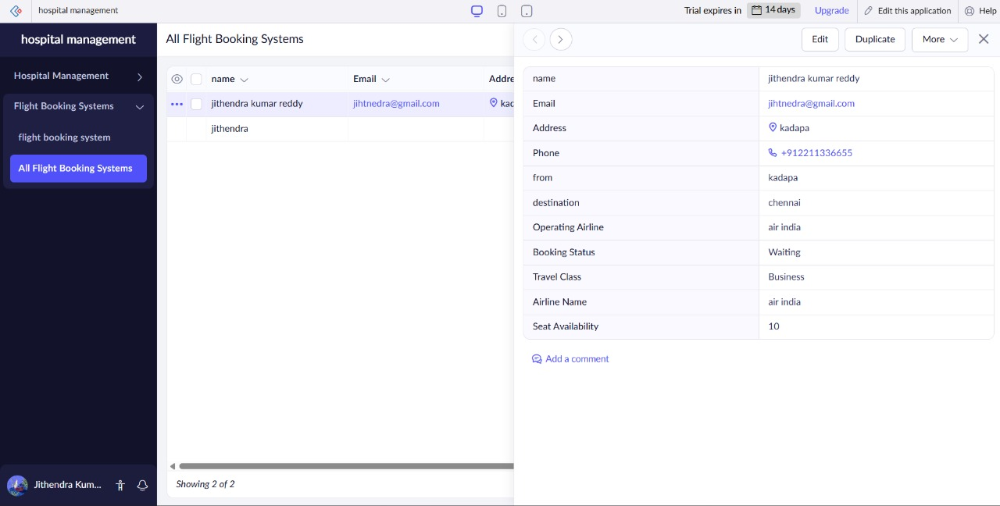 hospital management
Trial expires in 14 days Upgrade Edit this application Help
hospital management
Hospital Management
Flight Booking Systems
flight booking system
All Flight Booking Systems
Jithendra Kum...
All Flight Booking Systems
name Email Addre
jithendra kumar reddy jihtnedra@gmail.com kad
jithendra
Showing 2 of 2
Edit Duplicate More
name jithendra kumar reddy
Email jihtnedra@gmail.com
Address kadapa
Phone +912211336655
from kadapa
destination chennai
Operating Airline air india
Booking Status Waiting
Travel Class Business
Airline Name air india
Seat Availability 10
Add a comment